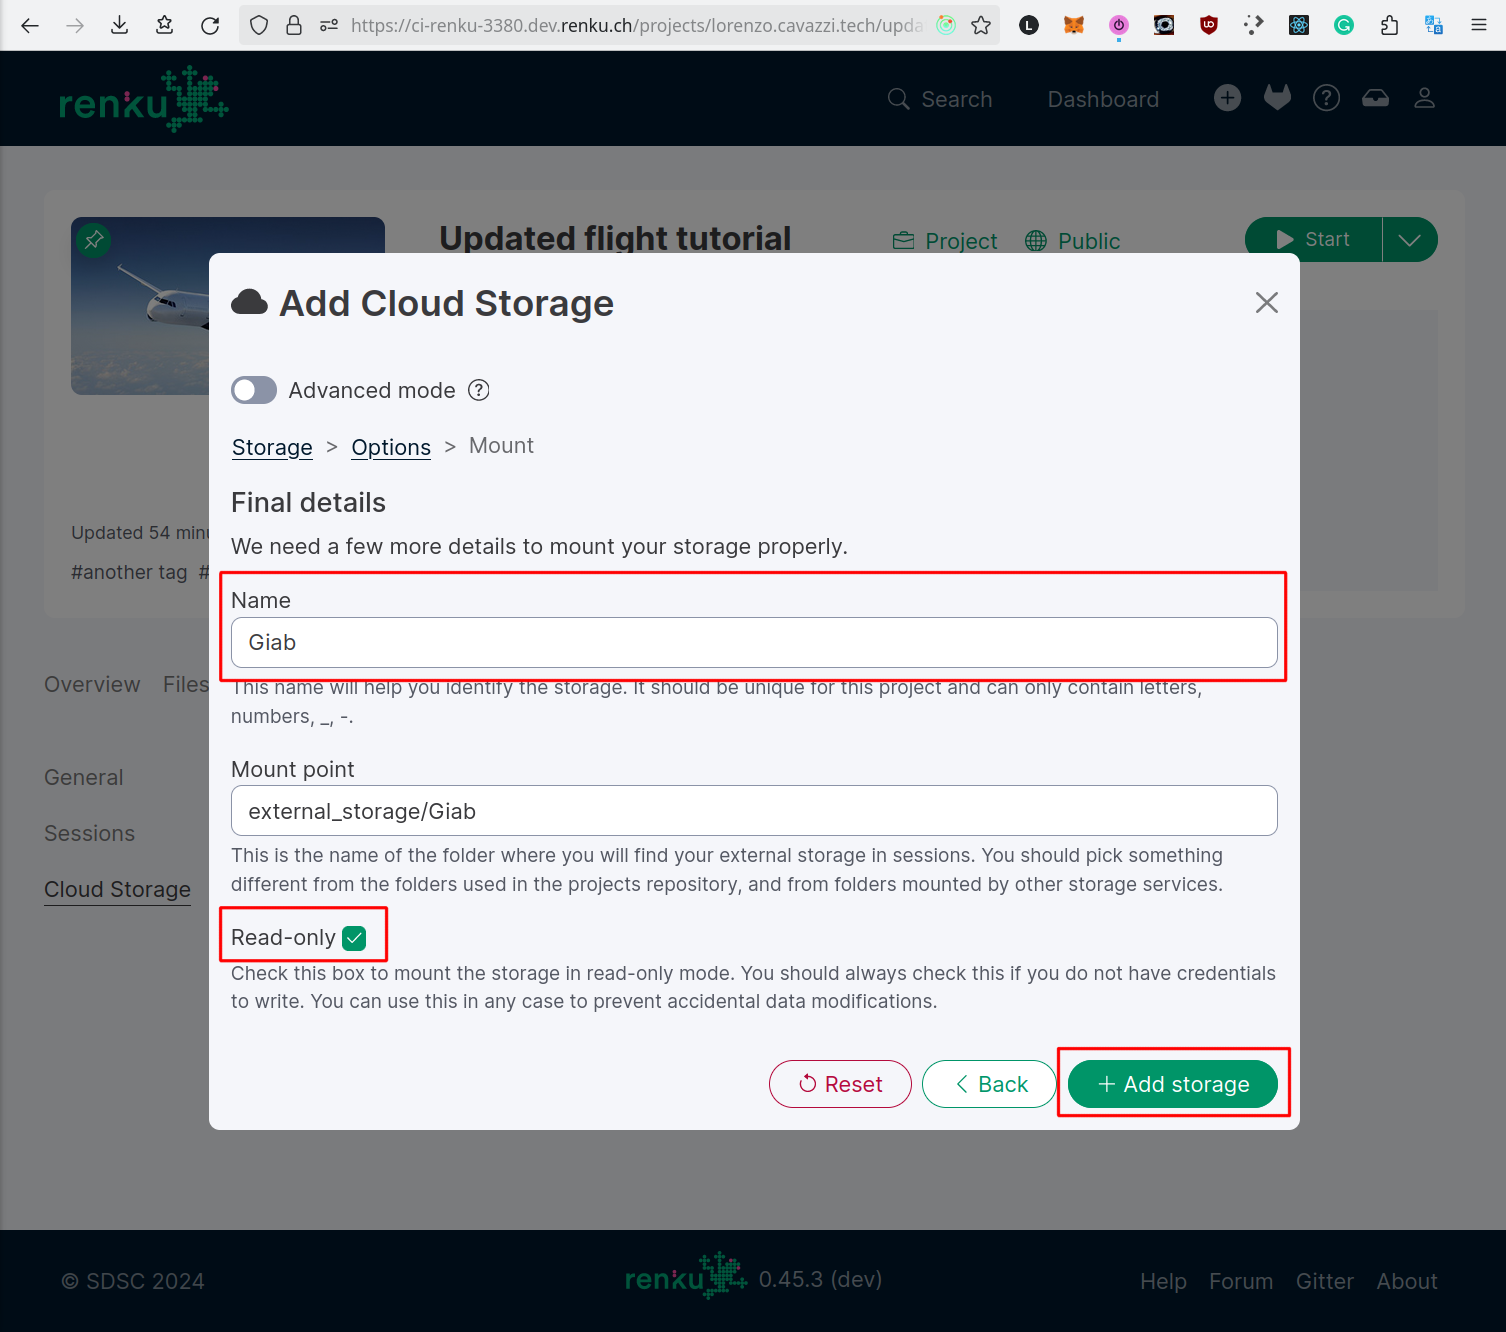 https://ci-renku-3380.dev.renku.ch/projects/lorenzo.cavazzi.tech/upda
renku
Search
Dashboard
Updated flight tutorial
Project
Public
Start
Add Cloud Storage
Advanced mode
Storage > Options > Mount
Final details
We need a few more details to mount your storage properly.
Updated 54 minu
#another tag #
Name
Giab
This name will help you identify the storage. It should be unique for this project and can only contain letters,
numbers, _, -.
Overview Files
Mount point
external_storage/Giab
This is the name of the folder where you will find your external storage in sessions. You should pick something
different from the folders used in the projects repository, and from folders mounted by other storage services.
General
Sessions
Cloud Storage
Read-only
Check this box to mount the storage in read-only mode. You should always check this if you do not have credentials
to write. You can use this in any case to prevent accidental data modifications.
Reset
Back
+ Add storage
© SDSC 2024
renku 0.45.3 (dev)
Help Forum Gitter About